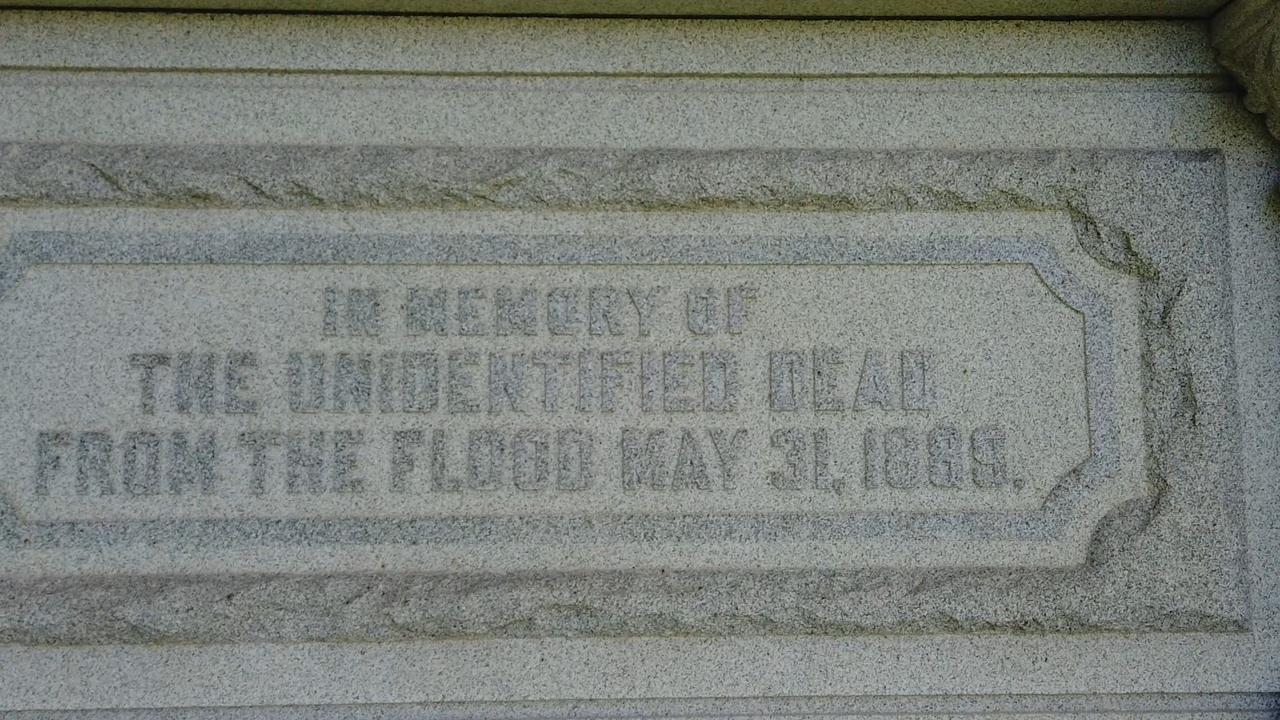 IN MEMORY OF
THE UNIDENTIFIED DEAD
FROM THE FLOOD MAY 31, 1889.